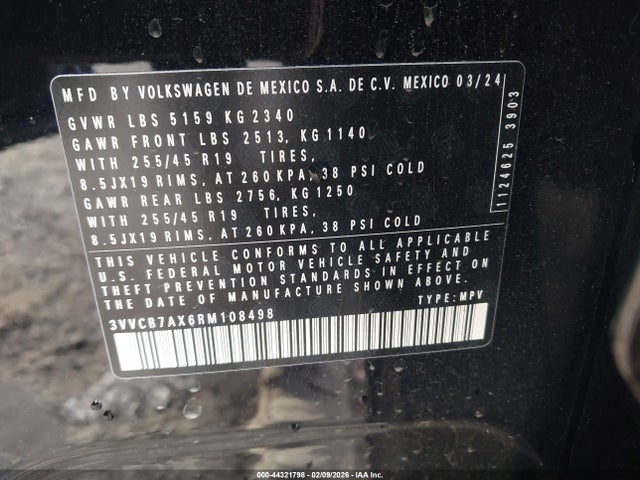 MFD BY VOLKSWAGEN DE MEXICO S.A. DE C.V. MEXICO 03/24
GVWR LBS 5159 KG 2340
GAWR FRONT LBS 2513, KG 1140
WITH 255/45 R19 TIRES,
8.5JX19 RIMS, AT 260 KPA, 38 PSI COLD
GAWR REAR LBS 2756, KG 1250
WITH 255/45 R19 TIRES,
8.5JX19 RIMS, AT 260 KPA, 38 PSI COLD
THIS VEHICLE CONFORMS TO ALL APPLICABLE
U.S. FEDERAL MOTOR VEHICLE SAFETY AND
THEFT PREVENTION STANDARDS IN EFFECT ON
THE DATE OF MANUFACTURE SHOWN ABOVE.
3VVCB7AX6RM108498 TYPE: MPV
1124625 3903
000-44321798 - 02/09/2026 - IAA Inc.